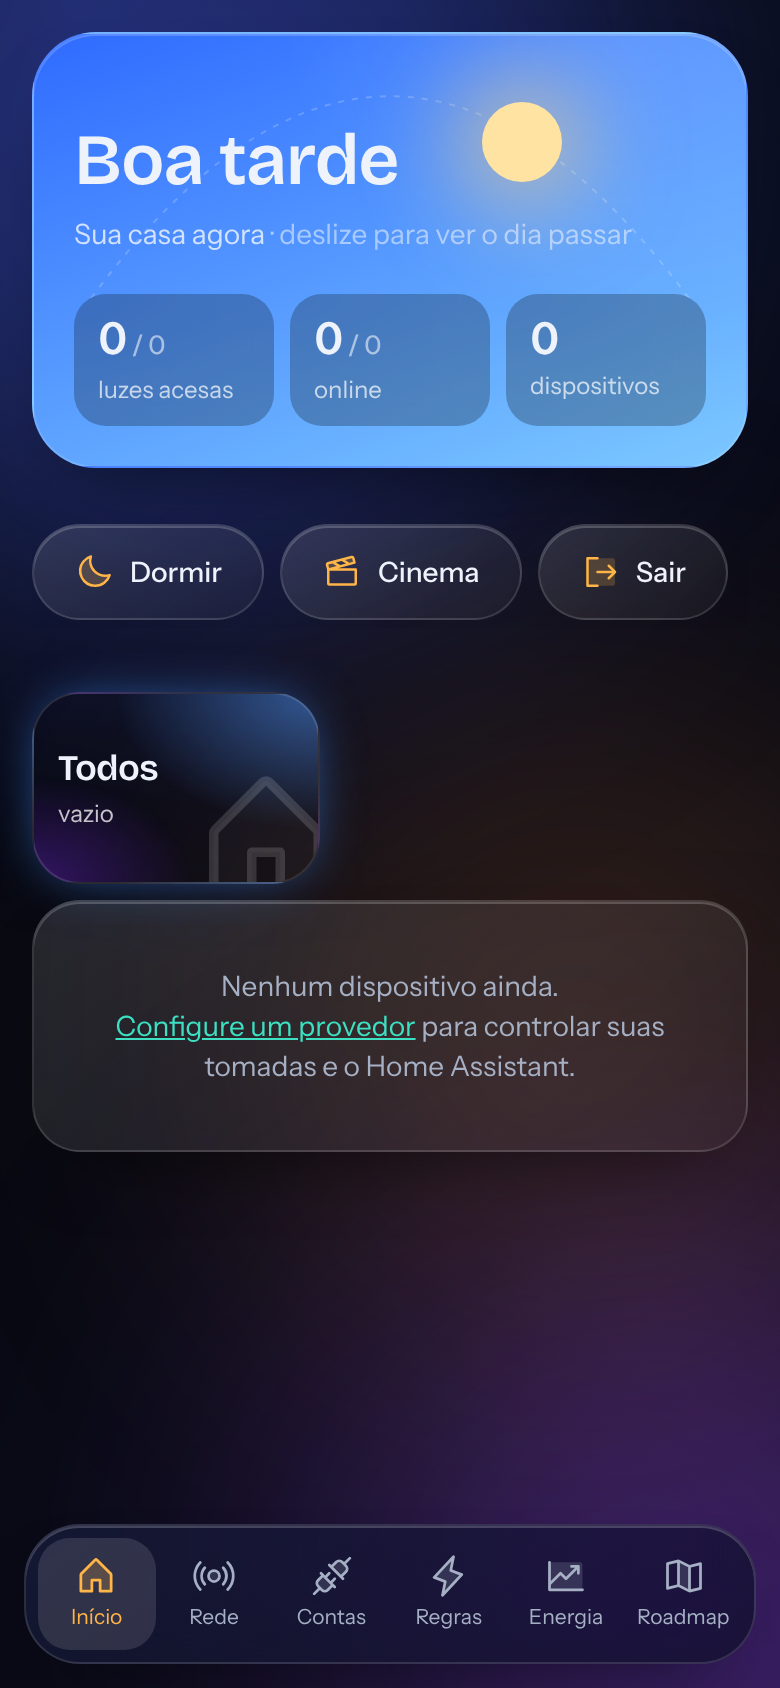 Boa tarde
Sua casa agora · deslize para ver o dia passar
0 / 0
luzes acesas
0 / 0
online
0
dispositivos
Dormir
Cinema
Sair
Todos
vazio
Nenhum dispositivo ainda.
Configure um provedor para controlar suas
tomadas e o Home Assistant.
Início
Rede
Contas
Regras
Energia
Roadmap